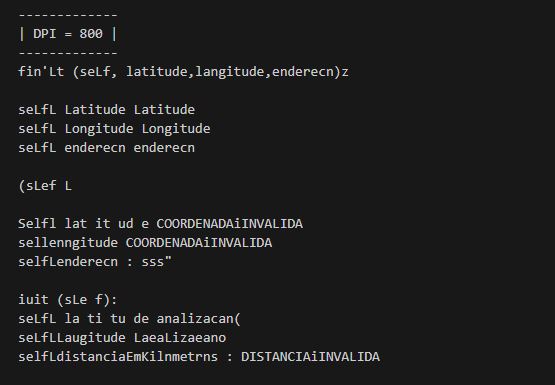 -------------
| DPI = 800 |
-------------
fin'Lt (seLf, latitude,langitude,enderecn)z
seLfL Latitude Latitude
seLfL Longitude Longitude
seLfL enderecn enderecn
(sLef L
Selfl lat it ud e COORDENADAiINVALIDA
sellenngitude COORDENADAiINVALIDA
selfLenderecn : sss"
iuit (sLe f):
seLfL la ti tu de analizacan(
seLfLLaugitude LaeaLizaeano
selfLdistanciaEmKilnmetrns : DISTANCIAiINVALIDA